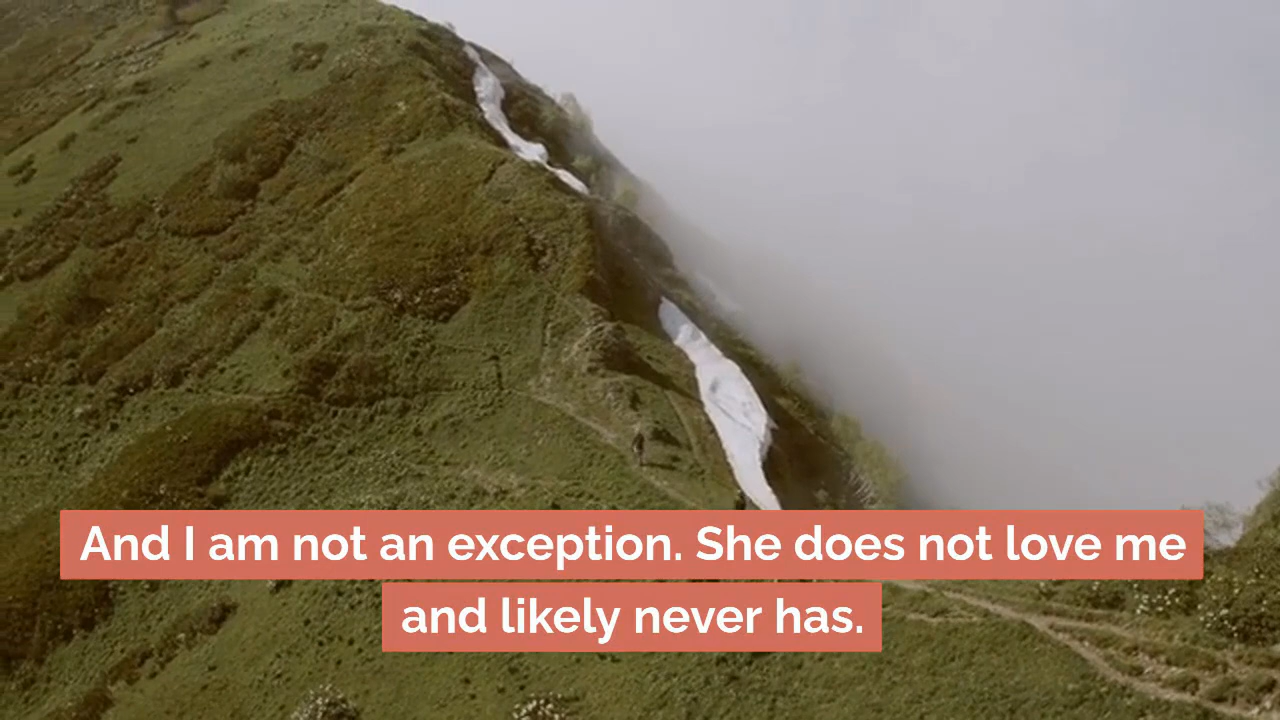 And I am not an exception. She does not love me
and likely never has.